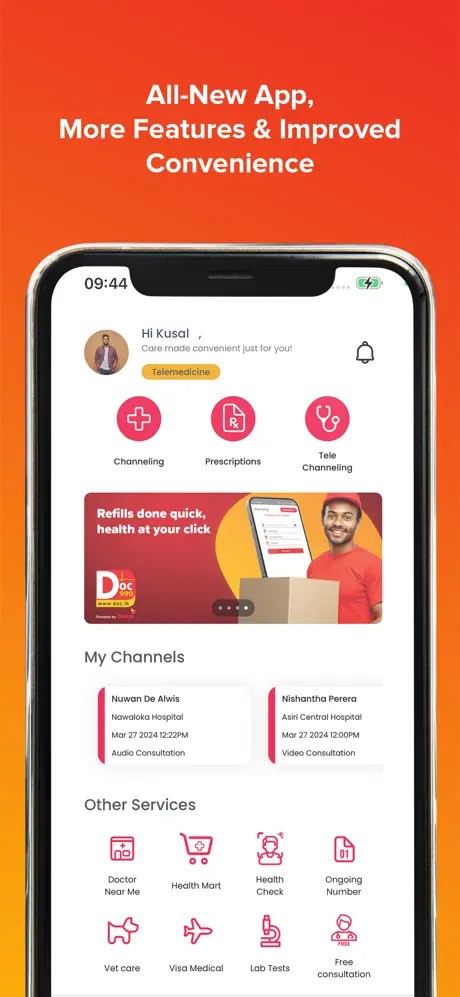 All-New App,
More Features & Improved
Convenience
09:44
Hi Kusal ,
Care made convenient just for you!
Telemedicine
Channeling
Prescriptions
Tele
Channeling
Refills done quick,
health at your click
Doc
990
www.doc.lk
Powered by
My Channels
Nuwan De Alwis
Nawaloka Hospital
Mar 27 2024 12:22PM
Audio Consultation
Nishantha Perera
Asiri Central Hospital
Mar 27 2024 12:00PM
Video Consultation
Other Services
Doctor
Near Me
Health Mart
Health
Check
01
Ongoing
Number
Vet care
Visa Medical
Lab Tests
FREE
Free
consultation